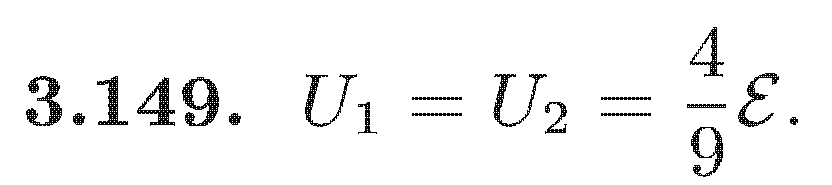 3.149. U₁ = U₂ = 4/9 ℰ.